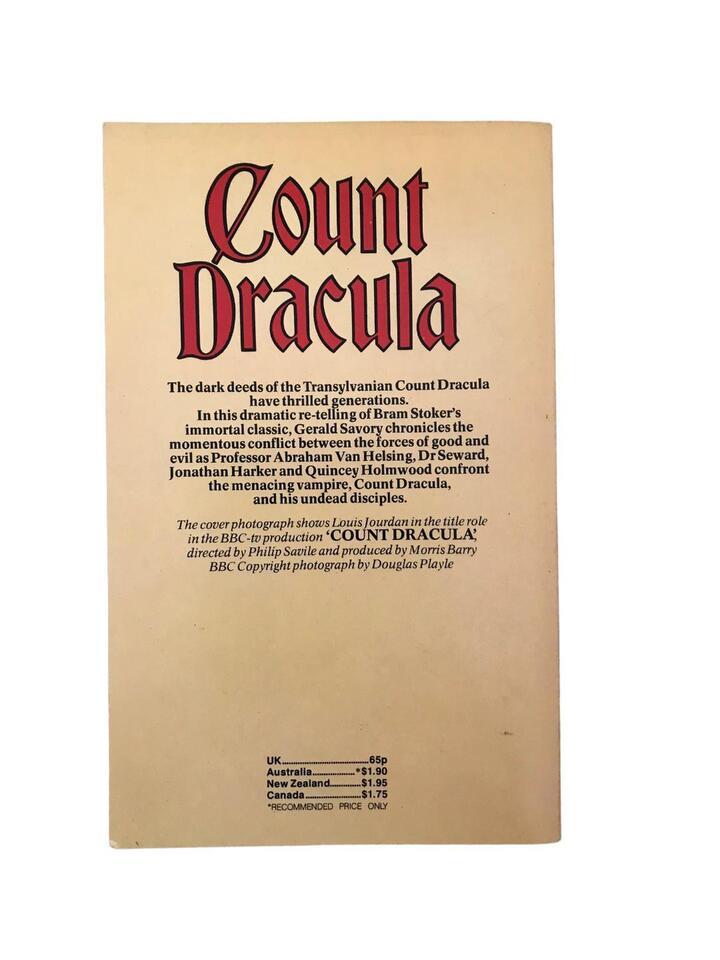 Count
Dracula
The dark deeds of the Transylvanian Count Dracula
have thrilled generations.
In this dramatic re-telling of Bram Stoker's
immortal classic, Gerald Savory chronicles the
momentous conflict between the forces of good and
evil as Professor Abraham Van Helsing, Dr Seward,
Jonathan Harker and Quincey Holmwood confront
the menacing vampire, Count Dracula,
and his undead disciples.
The cover photograph shows Louis Jourdan in the title role
in the BBC-tv production 'COUNT DRACULA',
directed by Philip Savile and produced by Morris Barry
BBC Copyright photograph by Douglas Playle
UK..............................65p
Australia...............*$1.90
New Zealand..........$1.95
Canada...................$1.75
*RECOMMENDED PRICE ONLY